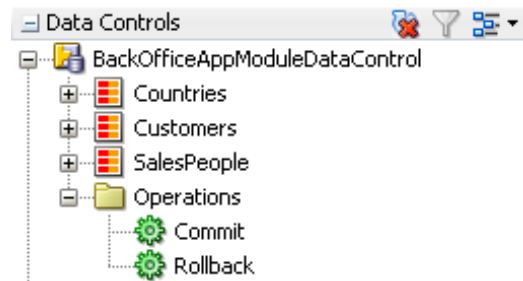 Data Controls
BackOfficeAppModuleDataControl
Countries
Customers
SalesPeople
Operations
Commit
Rollback